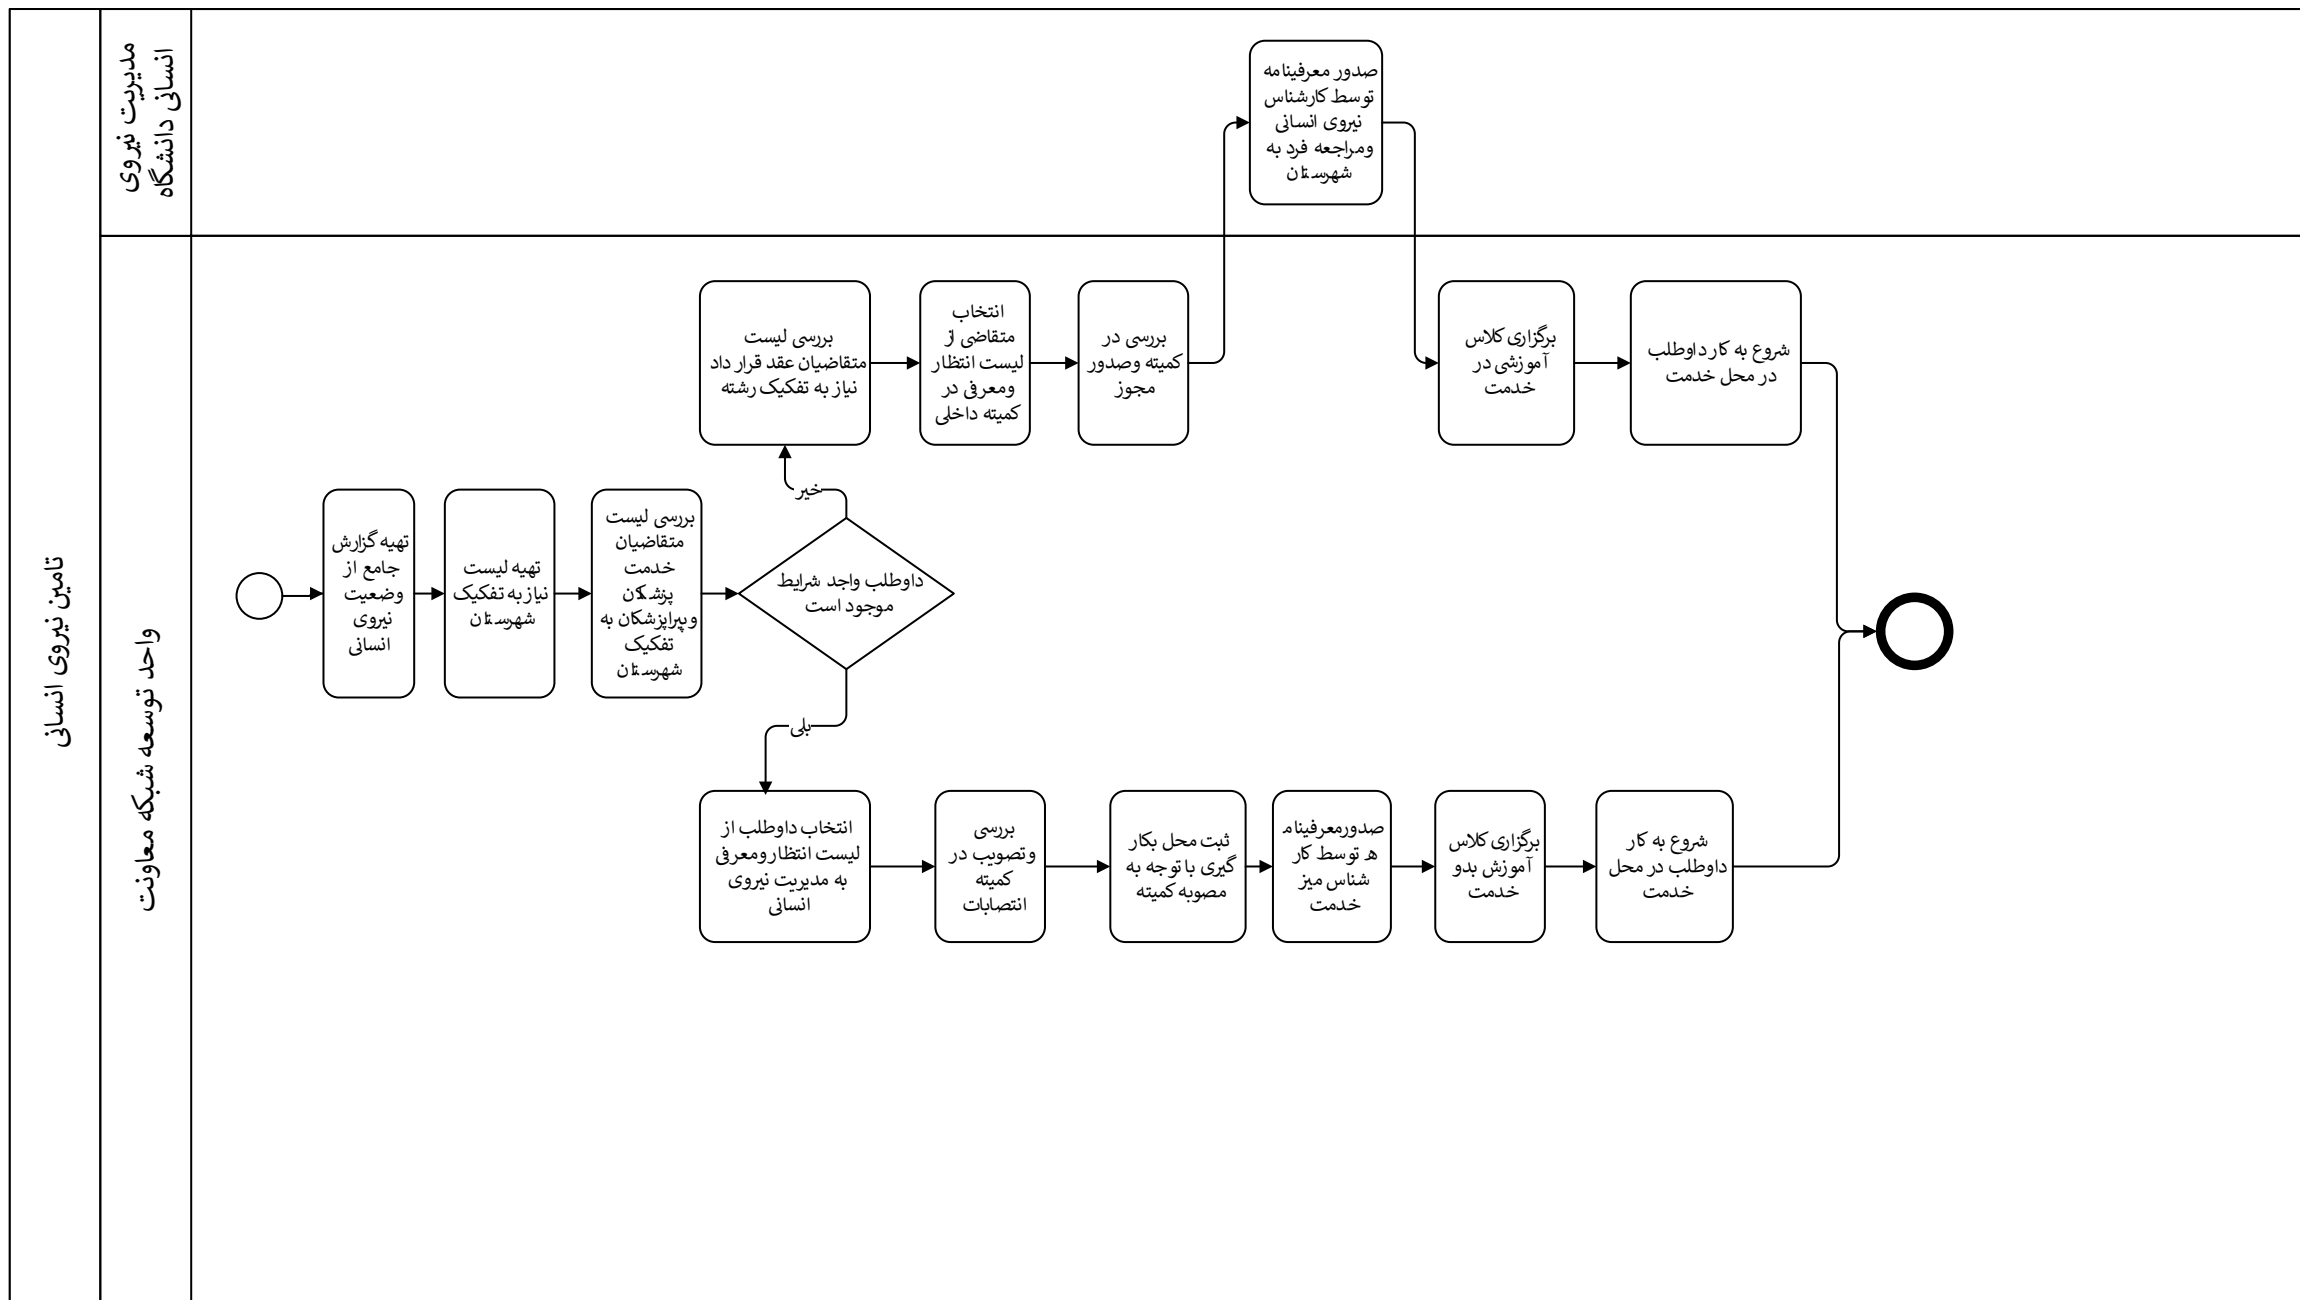 تامین نیروی انسانی
مدیریت نیروی
انسانی دانشگاه
واحد توسعه شبکه معاونت
صدور معرفینامه
توسط کارشناس
نیروی انسانی
ومراجعه فرد به
شهرستان
بررسی لیست
متقاضیان عقد قرار داد
نیاز به تفکیک رشته
انتخاب
متقاضی از
لیست انتظار
ومعرفی در
کمیته داخلی
بررسی در
کمیته وصدور
مجوز
برگزاری کلاس
آموزشی در
خدمت
شروع به کار داوطلب
در محل خدمت
تهیه گزارش
جامع از
وضعیت
نیروی
انسانی
تهیه لیست
نیاز به تفکیک
شهرستان
بررسی لیست
متقاضیان
خدمت
پزشکان
وپیراپزشکان به
تفکیک
شهرستان
خیر
داوطلب واجد شرایط
موجود است
بلی
انتخاب داوطلب از
لیست انتظار ومعرفی
به مدیریت نیروی
انسانی
بررسی
وتصویب در
کمیته
انتصابات
ثبت محل بکار
گیری با توجه به
مصوبه کمیته
صدورمعرفینام
ه توسط کار
شناس میز
خدمت
برگزاری کلاس
آموزش بدو
خدمت
شروع به کار
داوطلب در محل
خدمت